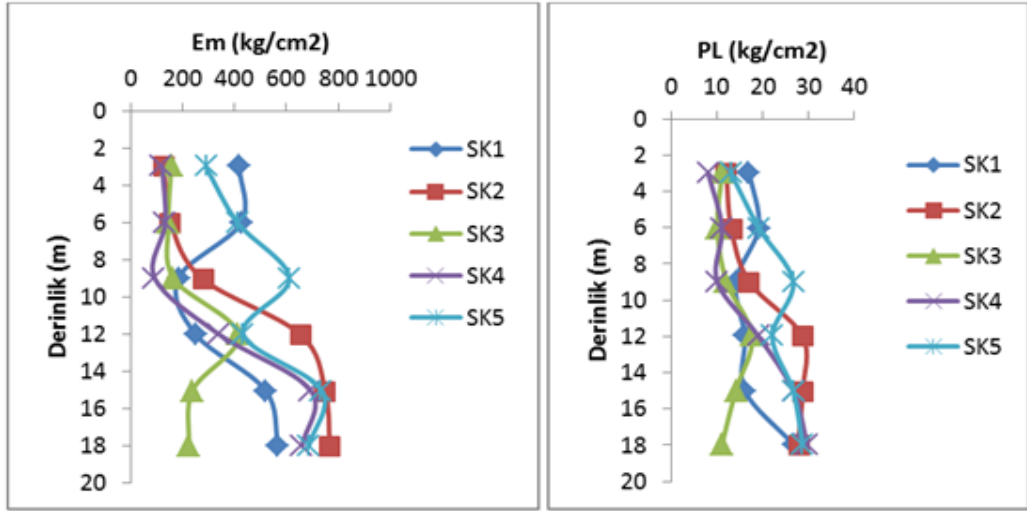 Em (kg/cm2)
0 200 400 600 800 1000
0
2
4
6
8
10
12
14
16
18
20
Derinlik (m)
SK1
SK2
SK3
SK4
SK5
PL (kg/cm2)
0 10 20 30 40
0
2
4
6
8
10
12
14
16
18
20
Derinlik (m)
SK1
SK2
SK3
SK4
SK5